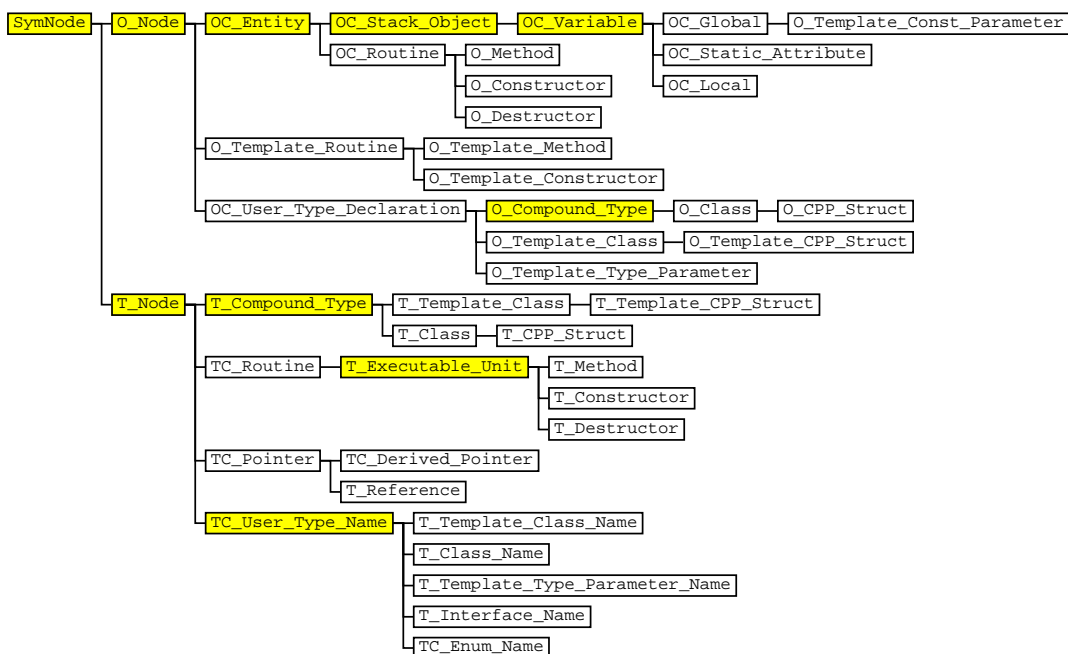 SymNode O_Node OC_Entity OC_Stack_Object OC_Variable OC_Global O_Template_Const_Parameter
OC_Routine O_Method OC_Static_Attribute
O_Constructor OC_Local
O_Destructor
O_Template_Routine O_Template_Method
O_Template_Constructor
OC_User_Type_Declaration O_Compound_Type O_Class O_CPP_Struct
O_Template_Class O_Template_CPP_Struct
O_Template_Type_Parameter
T_Node T_Compound_Type T_Template_Class T_Template_CPP_Struct
T_Class T_CPP_Struct
TC_Routine T_Executable_Unit T_Method
T_Constructor
T_Destructor
TC_Pointer TC_Derived_Pointer
T_Reference
TC_User_Type_Name T_Template_Class_Name
T_Class_Name
T_Template_Type_Parameter_Name
T_Interface_Name
TC_Enum_Name